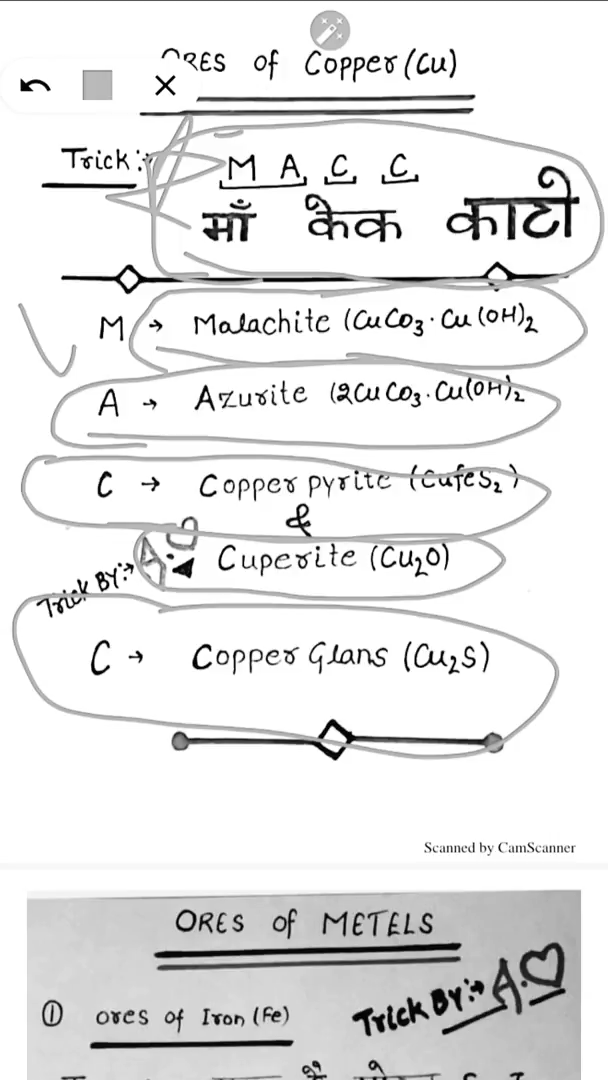 ORES of Copper (Cu)
Trick:-
M A C C
माँ केक काटो
M → Malachite (CuCO3·Cu(OH)2
A → Azurite (2CuCO3·Cu(OH)2
C → Copper pyrite (CufeS2)
&
Trick BY:→ A.
Cuperite (Cu2O)
C → Copper Glans (Cu2S)
Scanned by CamScanner
ORES of METELS
Trick By:→ A.♡
① ores of Iron (Fe)